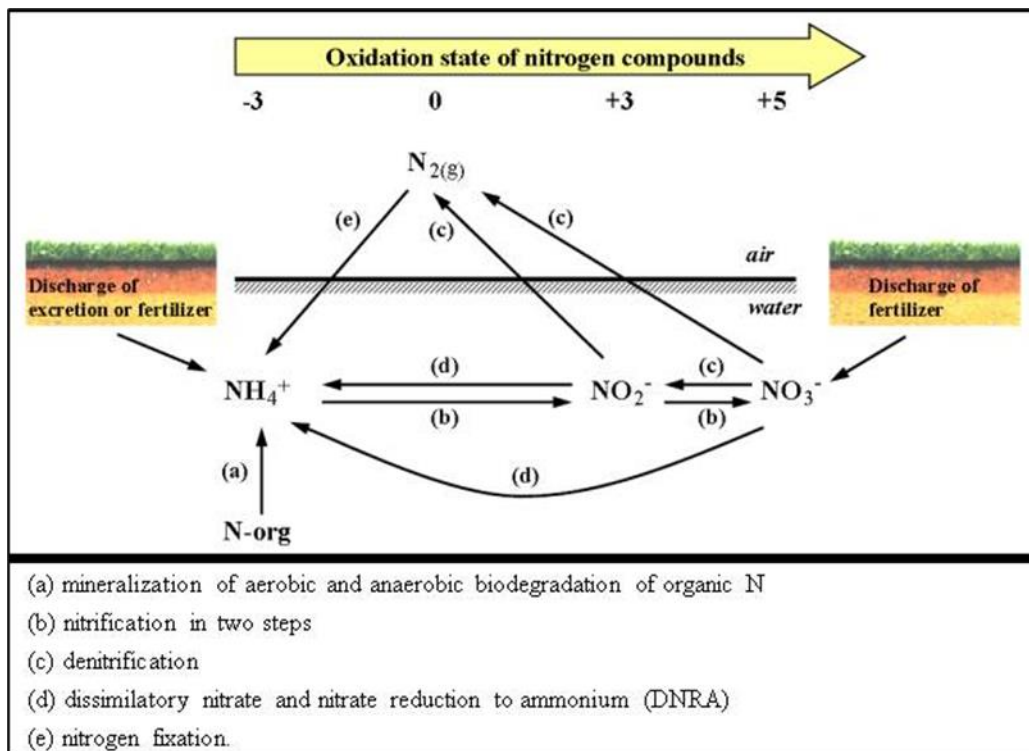 Oxidation state of nitrogen compounds
-3 0 +3 +5
N2(g)
(e) (c) (c)
air
water
Discharge of
excretion or fertilizer
Discharge of
fertilizer
(d) (c)
NH4+ NO2- NO3-
(b) (b)
(a) (d)
N-org
(a) mineralization of aerobic and anaerobic biodegradation of organic N
(b) nitrification in two steps
(c) denitrification
(d) dissimilatory nitrate and nitrate reduction to ammonium (DNRA)
(e) nitrogen fixation.